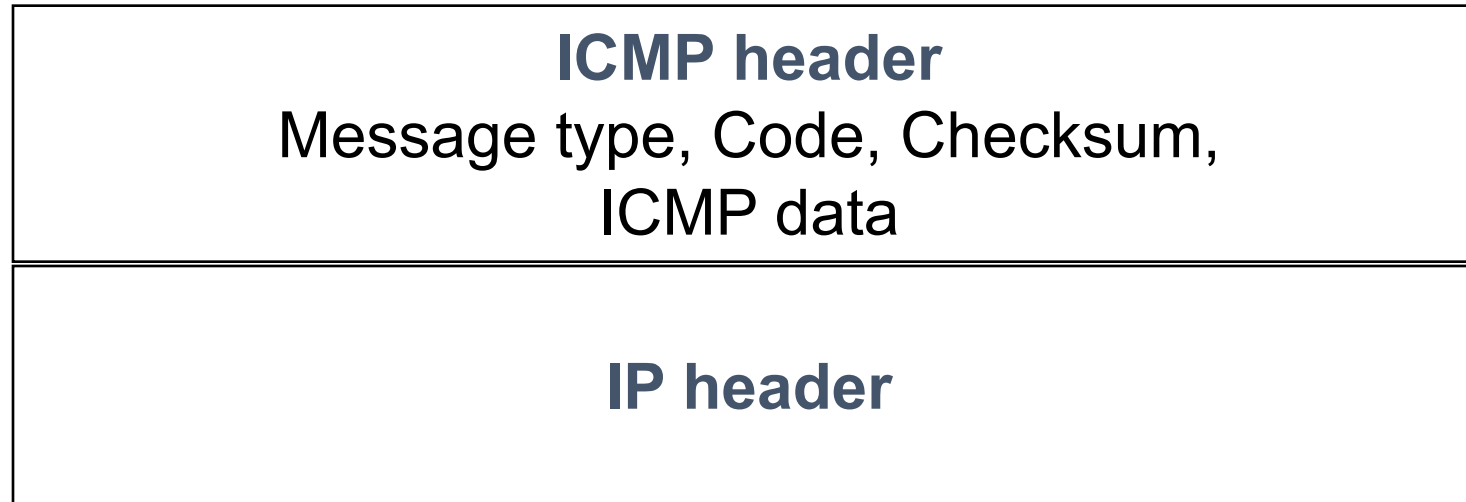 ICMP header
Message type, Code, Checksum,
ICMP data
IP header